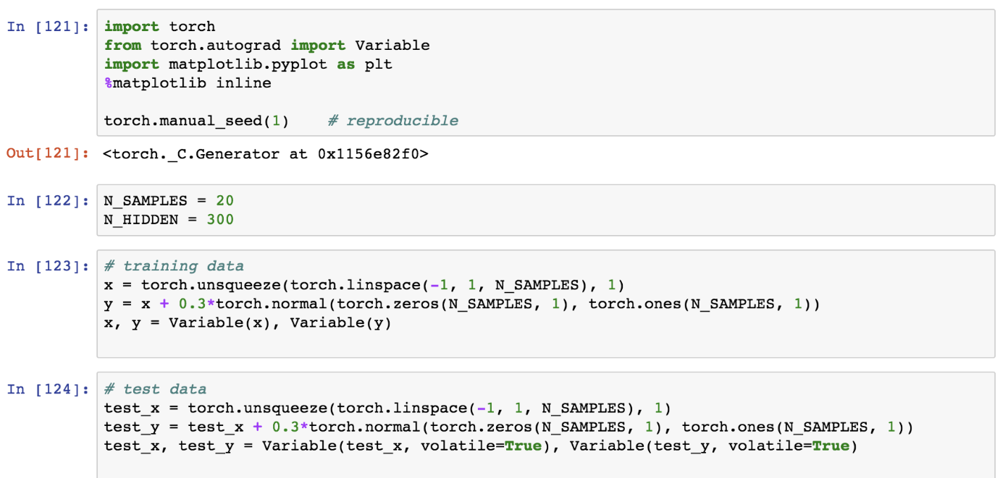 In [121]: import torch
from torch.autograd import Variable
import matplotlib.pyplot as plt
%matplotlib inline
torch.manual_seed(1)    # reproducible
Out[121]: <torch._C.Generator at 0x1156e82f0>
In [122]: N_SAMPLES = 20
N_HIDDEN = 300
In [123]: # training data
x = torch.unsqueeze(torch.linspace(-1, 1, N_SAMPLES), 1)
y = x + 0.3*torch.normal(torch.zeros(N_SAMPLES, 1), torch.ones(N_SAMPLES, 1))
x, y = Variable(x), Variable(y)
In [124]: # test data
test_x = torch.unsqueeze(torch.linspace(-1, 1, N_SAMPLES), 1)
test_y = test_x + 0.3*torch.normal(torch.zeros(N_SAMPLES, 1), torch.ones(N_SAMPLES, 1))
test_x, test_y = Variable(test_x, volatile=True), Variable(test_y, volatile=True)